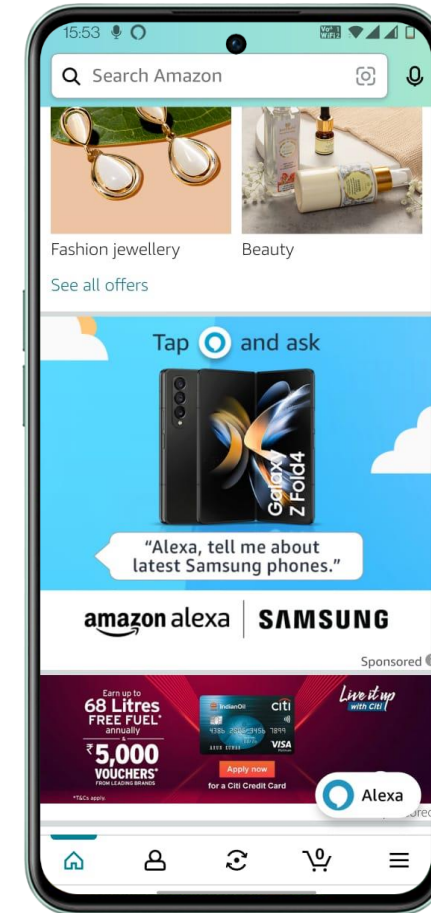 15:53
Vo"
WiFi 2
Search Amazon
Fashion jewellery
Beauty
See all offers
Tap and ask
Galaxy
Z Fold4
“Alexa, tell me about
latest Samsung phones.”
amazon alexa
SAMSUNG
Sponsored
Earn up to
68 Litres
FREE FUEL*
annually
&
₹5,000
VOUCHERS*
FROM LEADING BRANDS
*T&Cs apply.
IndianOil
citi
VISA
Apply now
for a Citi Credit Card
Live it up
with Citi
Alexa
0